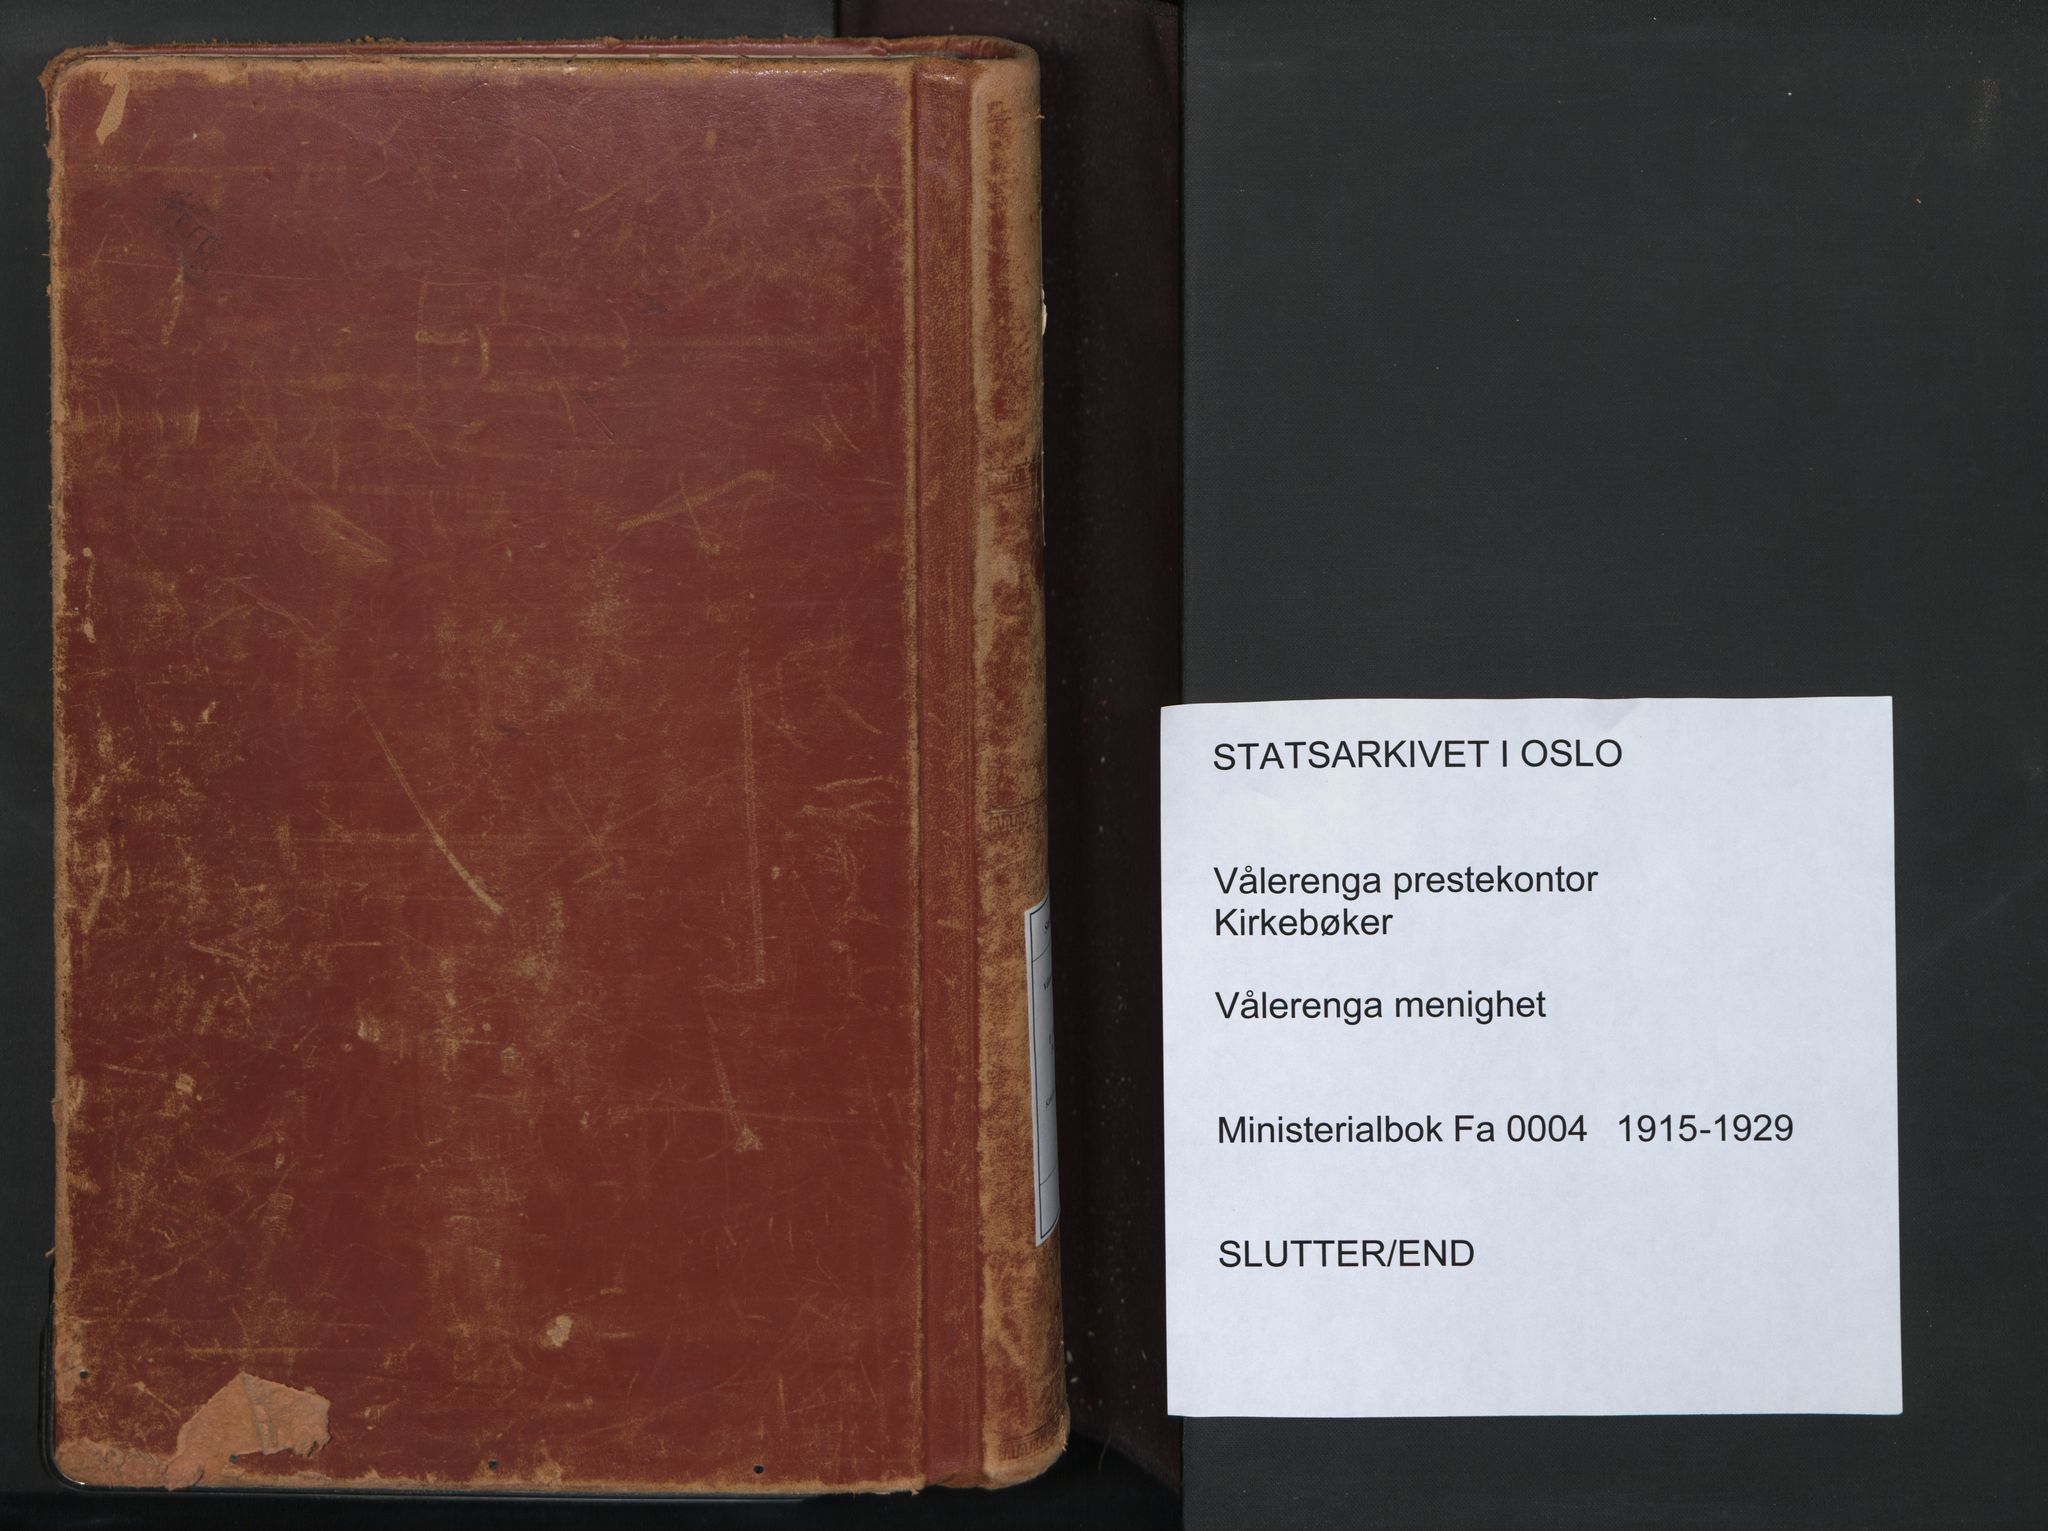 STATSARKIVET I OSLO
Vålerenga prestekontor
Kirkebøker
Vålerenga menighet
Ministerialbok Fa 0004 1915-1929
SLUTTER/END